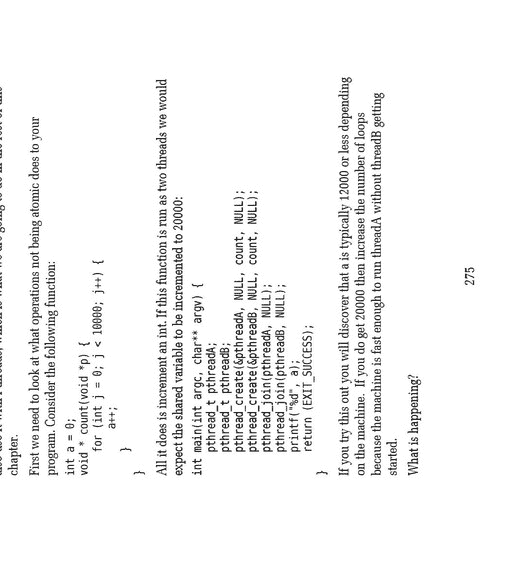 chapter.
First we need to look at what operations not being atomic does to your
program. Consider the following function:
int a = 0;
void * count(void *p) {
for (int j = 0; j < 10000; j++) {
a++;
}
}
All it does is increment an int. If this function is run as two threads we would
expect the shared variable to be incremented to 20000:
int main(int argc, char** argv) {
pthread_t pthreadA;
pthread_t pthreadB;
pthread_create(&pthreadA, NULL, count, NULL);
pthread_create(&pthreadB, NULL, count, NULL);
pthread_join(pthreadA, NULL);
pthread_join(pthreadB, NULL);
printf("%d" a);
return (EXIT_SUCCESS);
}
If you try this out you will discover that a is typically 12000 or less depending
on the machine. If you do get 20000 then increase the number of loops
because the machine is fast enough to run threadA without threadB getting
started.
What is happening?
275